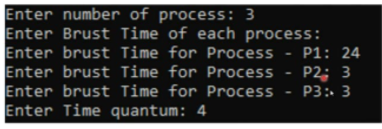 Enter number of process: 3
Enter Brust Time of each process:
Enter brust Time for Process - P1: 24
Enter brust Time for Process - P2: 3
Enter brust Time for Process - P3: 3
Enter Time quantum: 4